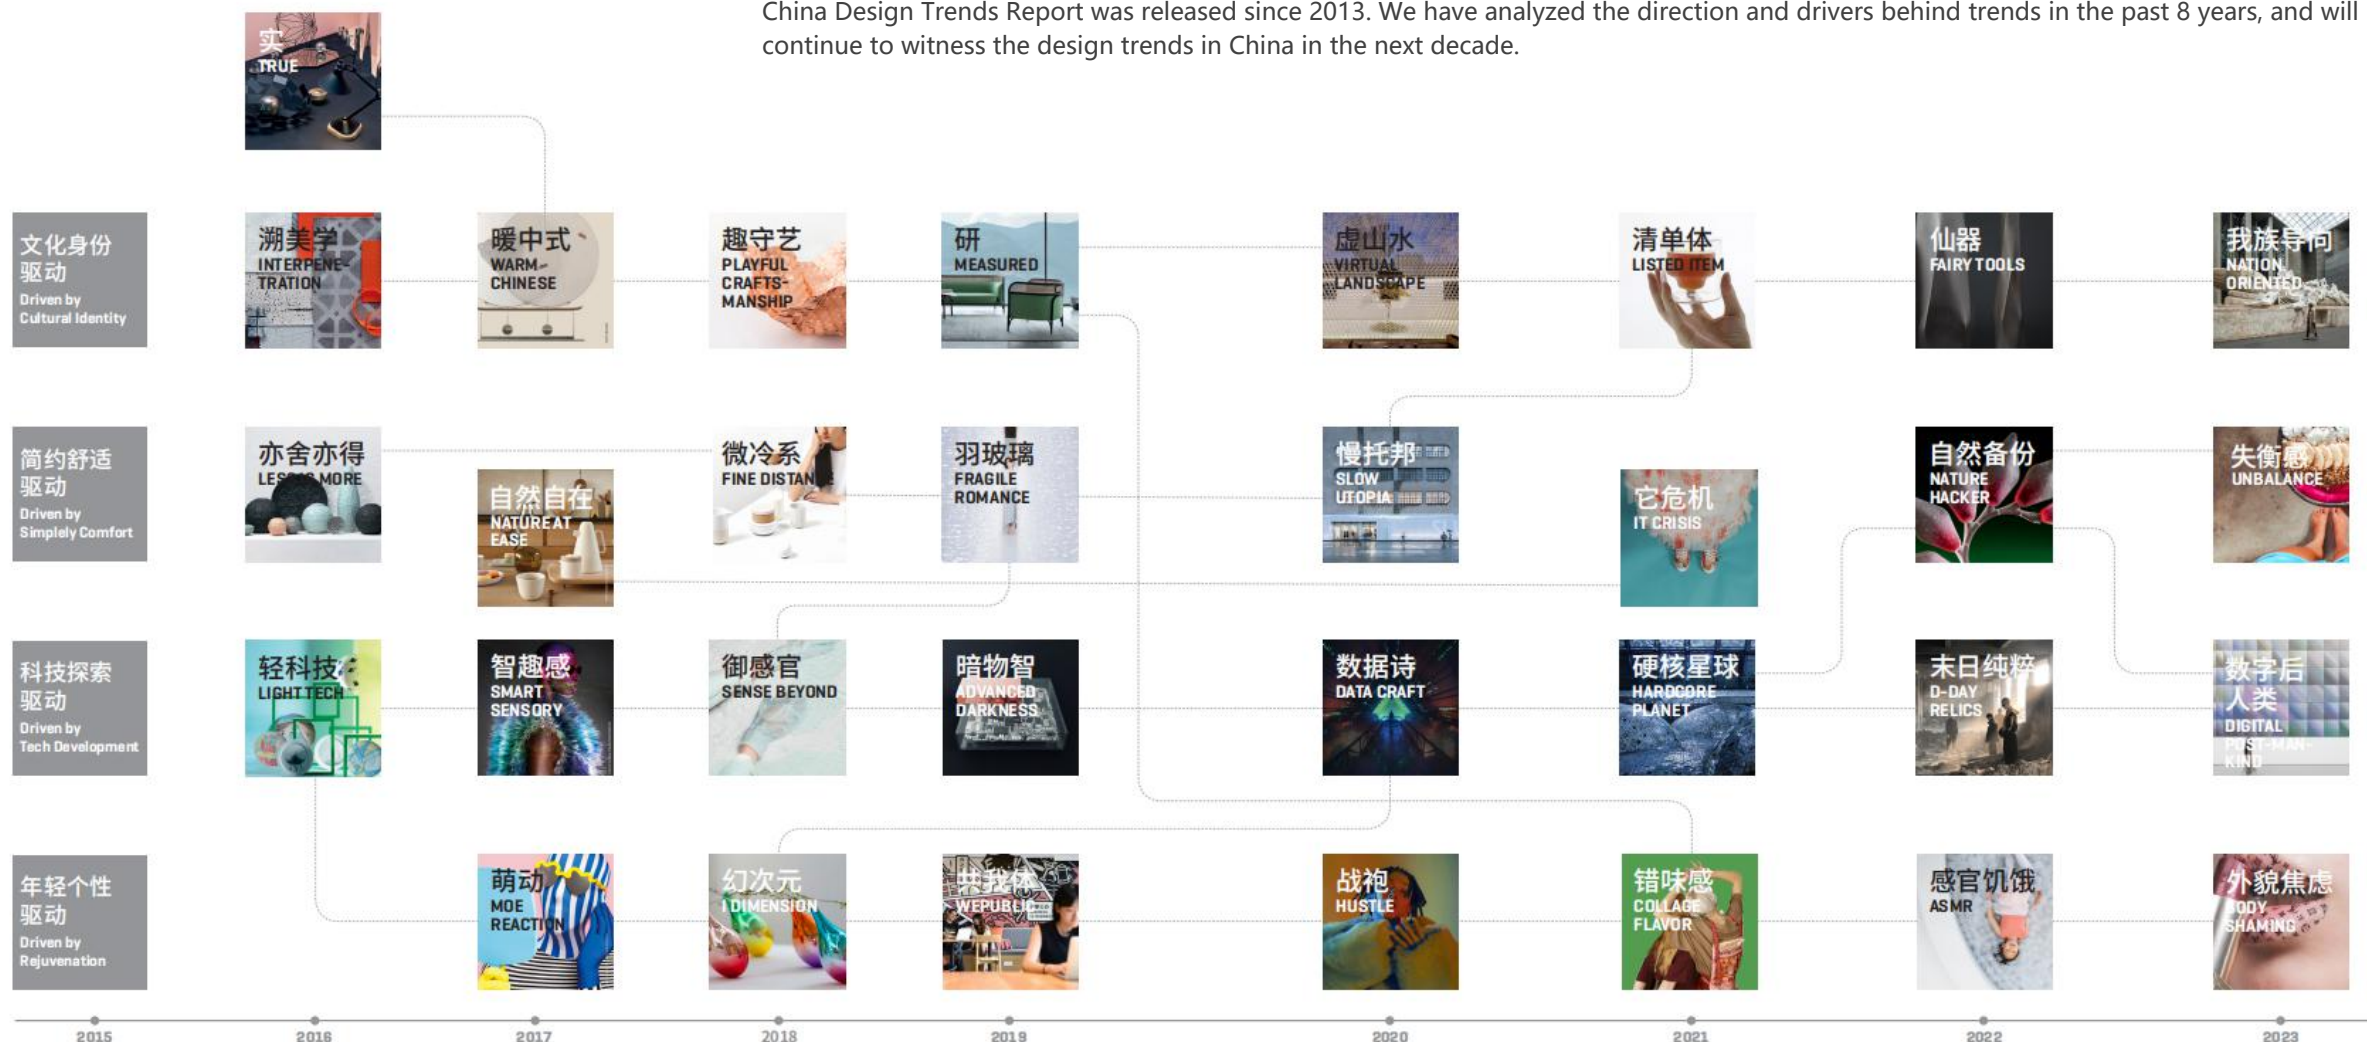 China Design Trends Report was released since 2013. We have analyzed the direction and drivers behind trends in the past 8 years, and will
continue to witness the design trends in China in the next decade.
实
TRUE
文化身份
驱动
Driven by
Cultural Identity
溯美学
INTERPENE-
TRATION
暖中式
WARM
CHINESE
趣守艺
PLAYFUL
CRAFTS-
MANSHIP
研
MEASURED
虚山水
VIRTUAL
LANDSCAPE
清单体
LISTED ITEM
仙器
FAIRY TOOLS
我族导向
NATION
ORIENTED
简约舒适
驱动
Driven by
Simplely Comfort
亦舍亦得
LESS IS MORE
自然自在
NATURE AT
EASE
微冷系
FINE DISTANCE
羽玻璃
FRAGILE
ROMANCE
慢托邦
SLOW
UTOPIA
它危机
IT CRISIS
自然备份
NATURE
HACKER
失衡感
UNBALANCE
科技探索
驱动
Driven by
Tech Development
轻科技
LIGHT TECH
智趣感
SMART
SENSORY
御感官
SENSE BEYOND
暗物智
ADVANCED
DARKNESS
数据诗
DATA CRAFT
硬核星球
HARDCORE
PLANET
末日纯粹
D-DAY
RELICS
数字后
人类
DIGITAL
POST-MAN-
KIND
年轻个性
驱动
Driven by
Rejuvenation
萌动
MOE
REACTION
幻次元
I DIMENSION
共我体
WEPUBLIC
战袍
HUSTLE
错味感
COLLAGE
FLAVOR
感官饥饿
ASMR
外貌焦虑
BODY
SHAMING
2015
2016
2017
2018
2019
2020
2021
2022
2023